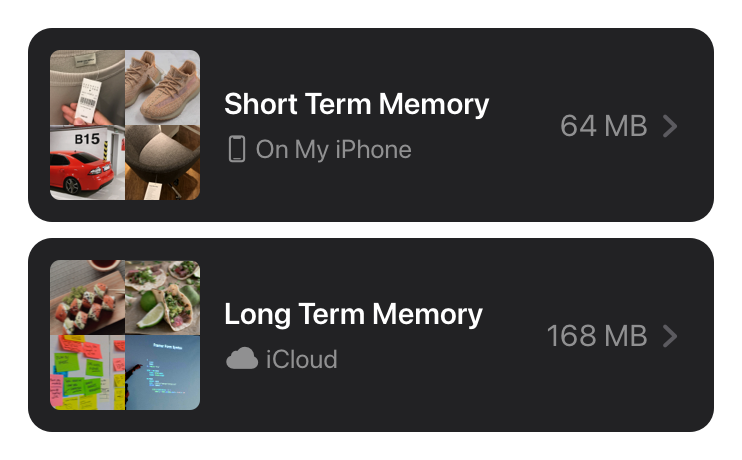 Short Term Memory
On My iPhone
64 MB
B15
Long Term Memory
iCloud
168 MB